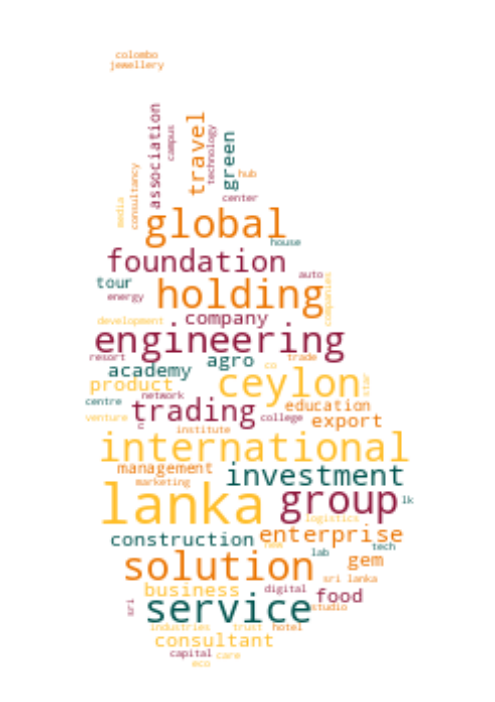 colombo
jewellery
association
campus
travel
technology
green
hub
consultancy
media
center
global
house
foundation
auto
tour
energy
holding
companies
development
company
engineering
resort
agro
trade
academy
co
product
network
ceylon
star
centre
trading
education
venture
college
export
c
institute
international
management
investment
marketing
lanka
group
lk
logistics
construction
enterprise
lab
tech
solution
gem
sri lanka
business
digital
food
sri
service
studio
industries
trust
hotel
consultant
capital
care
eco